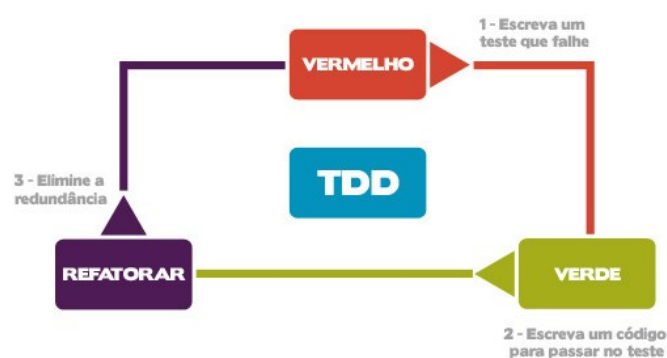 1 - Escreva um
teste que falhe
VERMELHO
TDD
3 - Elimine a
redundância
REFATORAR
VERDE
2 - Escreva um código
para passar no teste